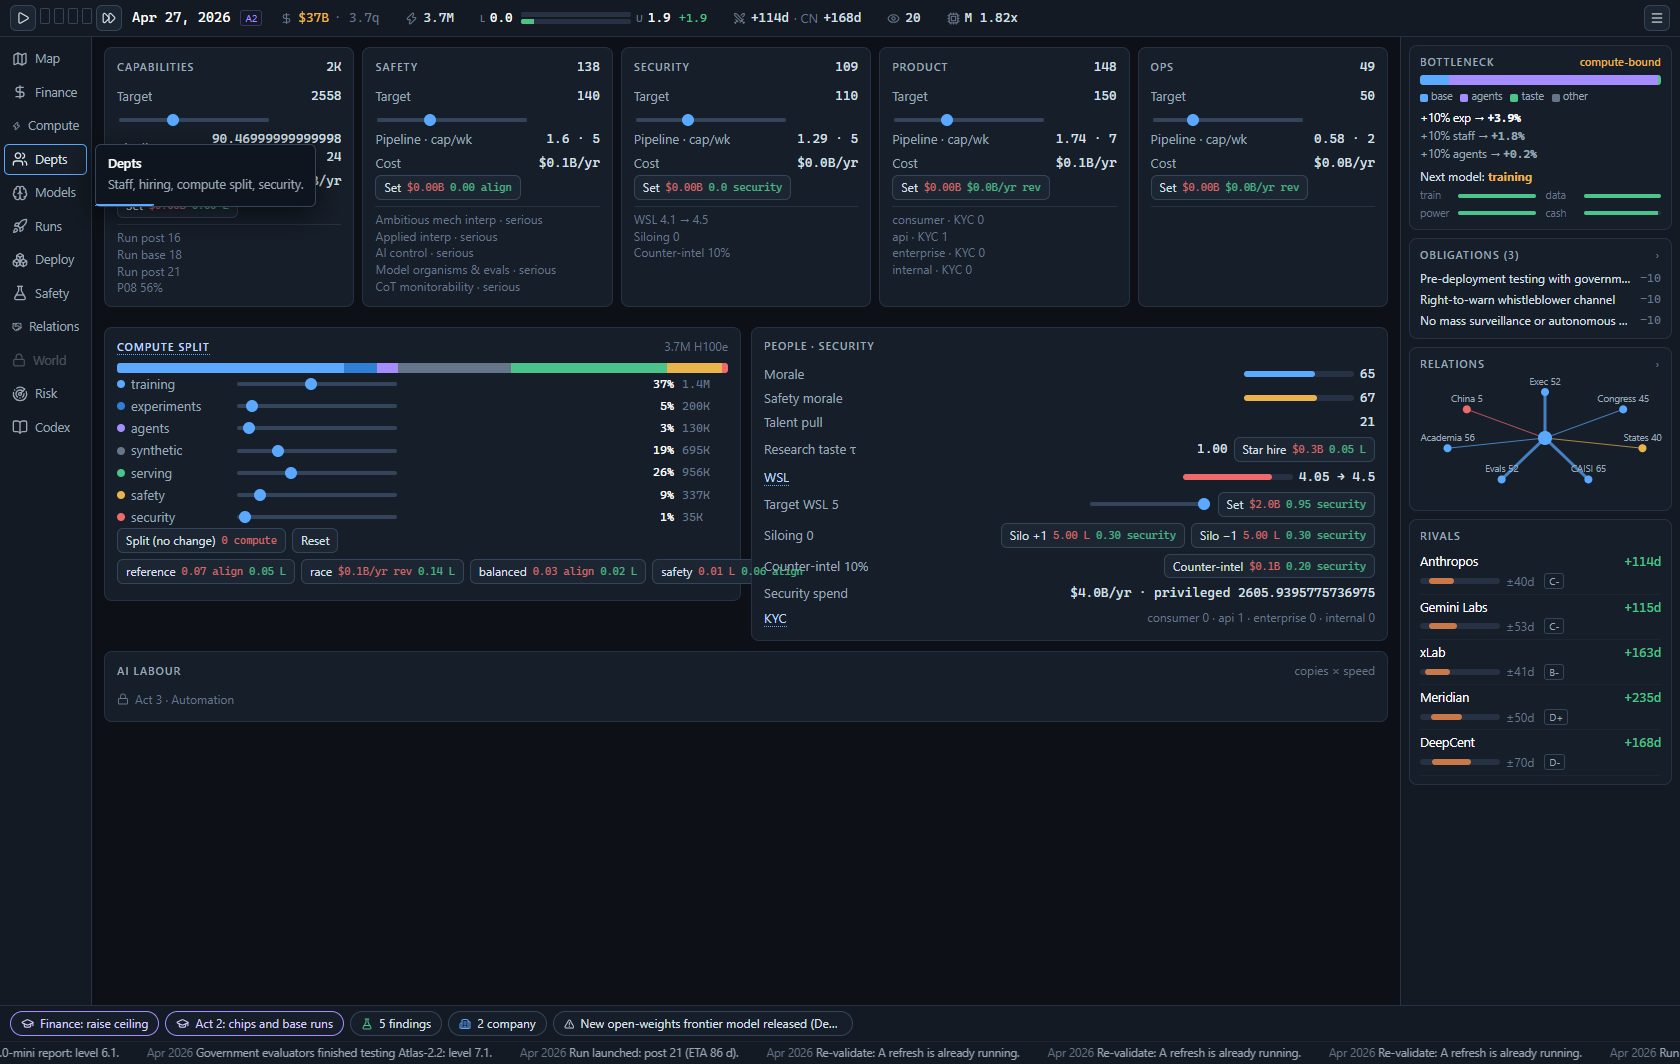 Apr 27, 2026 A2 $ $37B · 3.7q 3.7M L 0.0 U 1.9 +1.9 +114d · CN +168d 20 M 1.82x
Map
Finance
Compute
Depts
Models
Runs
Deploy
Safety
Relations
World
Risk
Codex
CAPABILITIES 2K
Target 2558
90.46999999999998
24
/yr
Run post 16
Run base 18
Run post 21
P08 56%
Depts
Staff, hiring, compute split, security.
SAFETY 138
Target 140
Pipeline · cap/wk 1.6 · 5
Cost $0.1B/yr
Set $0.00B 0.00 align
Ambitious mech interp · serious
Applied interp · serious
AI control · serious
Model organisms & evals · serious
CoT monitorability · serious
SECURITY 109
Target 110
Pipeline · cap/wk 1.29 · 5
Cost $0.0B/yr
Set $0.00B 0.0 security
WSL 4.1 → 4.5
Siloing 0
Counter-intel 10%
PRODUCT 148
Target 150
Pipeline · cap/wk 1.74 · 7
Cost $0.1B/yr
Set $0.00B $0.0B/yr rev
consumer · KYC 0
api · KYC 1
enterprise · KYC 0
internal · KYC 0
OPS 49
Target 50
Pipeline · cap/wk 0.58 · 2
Cost $0.0B/yr
Set $0.00B $0.0B/yr rev
COMPUTE SPLIT 3.7M H100e
training 37% 1.4M
experiments 5% 200K
agents 3% 130K
synthetic 19% 695K
serving 26% 956K
safety 9% 337K
security 1% 35K
Split (no change) 0 compute Reset
reference 0.07 align 0.05 L race $0.1B/yr rev 0.14 L balanced 0.03 align 0.02 L safety 0.01 L 0.06 align
PEOPLE · SECURITY
Morale 65
Safety morale 67
Talent pull 21
Research taste τ 1.00 Star hire $0.3B 0.05 L
WSL 4.05 → 4.5
Target WSL 5 Set $2.0B 0.95 security
Siloing 0 Silo +1 5.00 L 0.30 security Silo −1 5.00 L 0.30 security
Counter-intel 10% Counter-intel $0.1B 0.20 security
Security spend $4.0B/yr · privileged 2605.9395775736975
KYC consumer 0 · api 1 · enterprise 0 · internal 0
AI LABOUR copies × speed
Act 3 · Automation
BOTTLENECK compute-bound
base agents taste other
+10% exp → +3.9%
+10% staff → +1.8%
+10% agents → +0.2%
Next model: training
train data
power cash
OBLIGATIONS (3) ›
Pre-deployment testing with governm... −10
Right-to-warn whistleblower channel −10
No mass surveillance or autonomous ... −10
RELATIONS ›
Exec 52
China 5 Congress 45
Academia 56 States 40
Evals 52 CAISI 65
RIVALS
Anthropos +114d
±40d C-
Gemini Labs +115d
±53d C-
xLab +163d
±41d B-
Meridian +235d
±50d D+
DeepCent +168d
±70d D-
Finance: raise ceiling Act 2: chips and base runs 5 findings 2 company New open-weights frontier model released (De...
.0-mini report: level 6.1. Apr 2026 Government evaluators finished testing Atlas-2.2: level 7.1. Apr 2026 Run launched: post 21 (ETA 86 d). Apr 2026 Re-validate: A refresh is already running. Apr 2026 Re-validate: A refresh is already running. Apr 2026 Re-validate: A refresh is already running. Apr 2026 Run